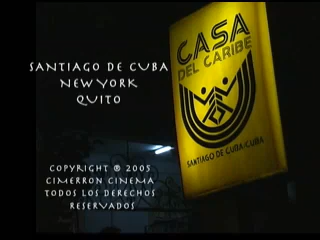 SANTIAGO DE CUBA
NEW YORK
QUITO
COPYRIGHT ® 2005
CIMERRON CINEMA
TODOS LOS DERECHOS
RESERVADOS
CASA
DEL CARIBE
SANTIAGO DE CUBA-CUBA